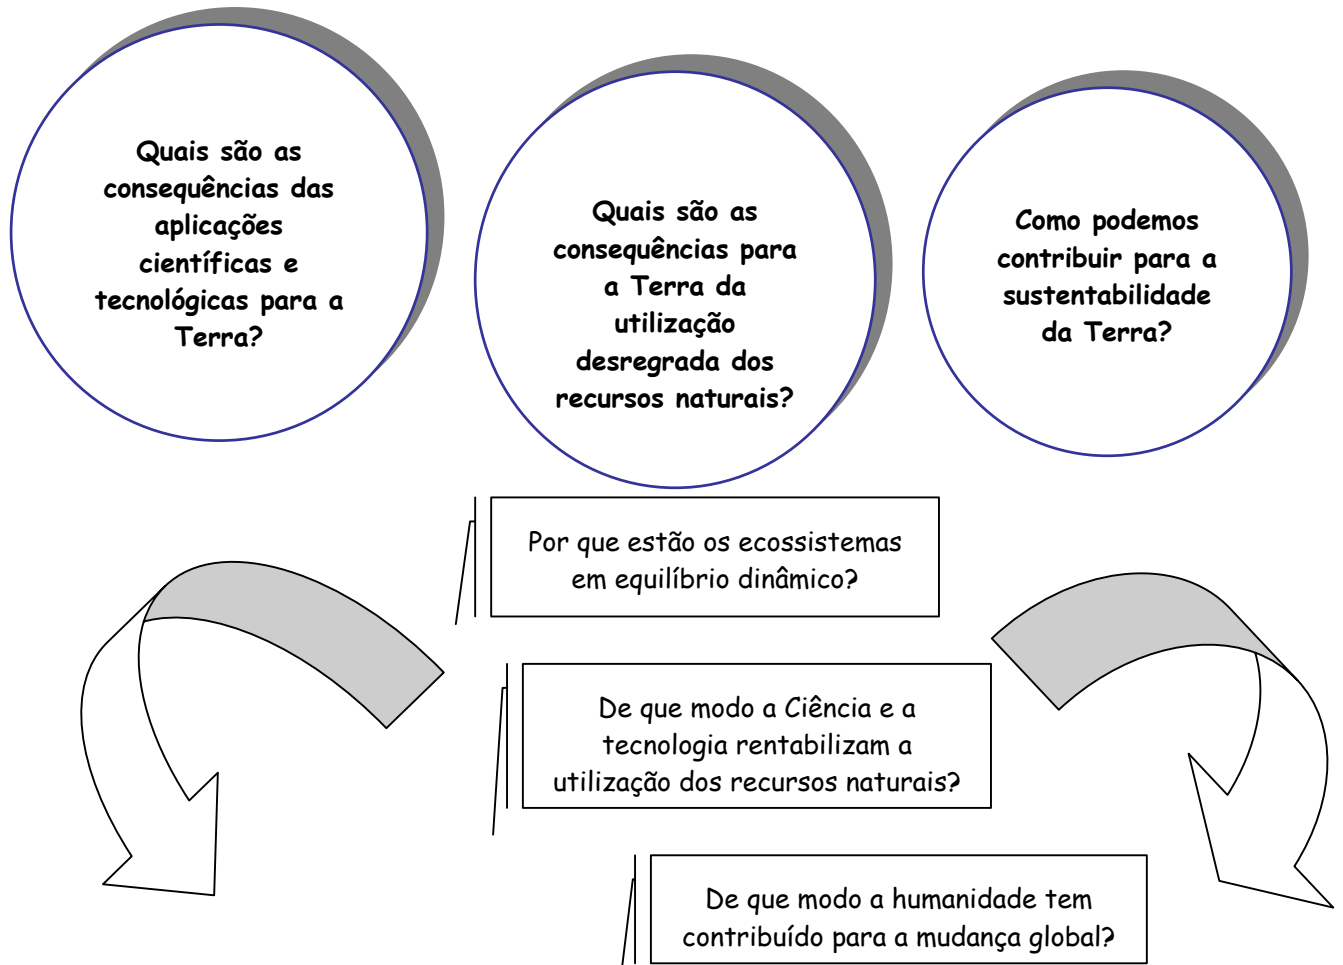 Quais são as
consequências das
aplicações
científicas e
tecnológicas para a
Terra?
Quais são as
consequências para
a Terra da
utilização
desregrada dos
recursos naturais?
Como podemos
contribuir para a
sustentabilidade
da Terra?
Por que estão os ecossistemas
em equilíbrio dinâmico?
De que modo a Ciência e a
tecnologia rentabilizam a
utilização dos recursos naturais?
De que modo a humanidade tem
contribuído para a mudança global?